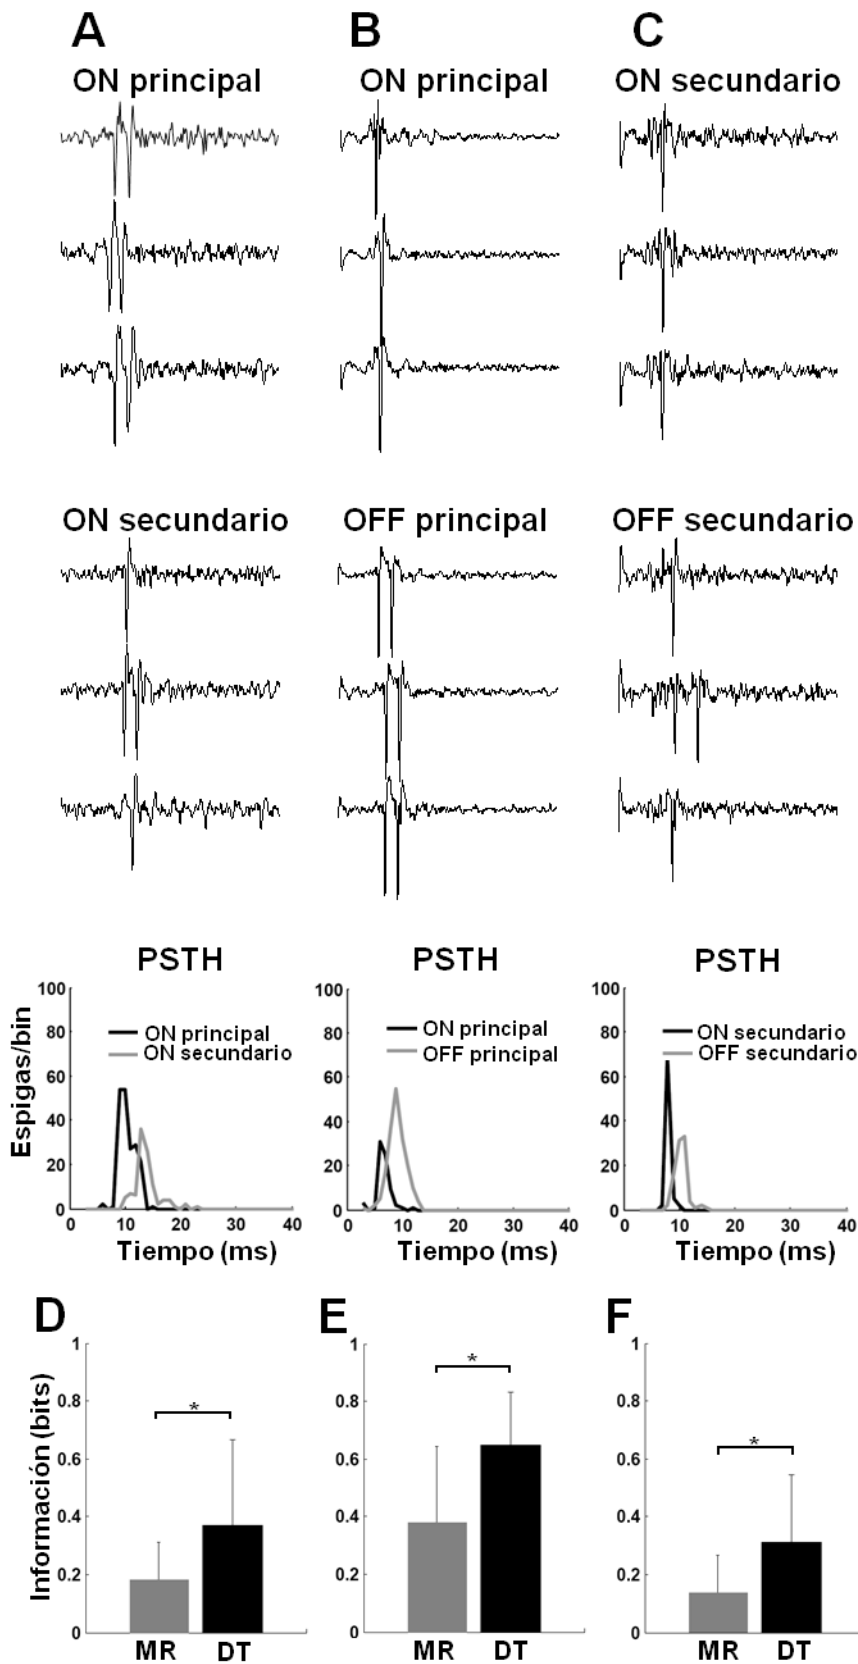 A B C
ON principal ON principal ON secundario
ON secundario OFF principal OFF secundario
PSTH PSTH PSTH
Espigas/bin
100
80
60
40
20
0
ON principal
ON secundario
0 10 20 30 40
Tiempo (ms)
100
80
60
40
20
0
ON principal
OFF principal
0 10 20 30 40
Tiempo (ms)
100
80
60
40
20
0
ON secundario
OFF secundario
0 10 20 30 40
Tiempo (ms)
D E F
Información (bits)
1
0.8
0.6
0.4
0.2
0
*
MR DT
1
0.8
0.6
0.4
0.2
0
*
MR DT
1
0.8
0.6
0.4
0.2
0
*
MR DT